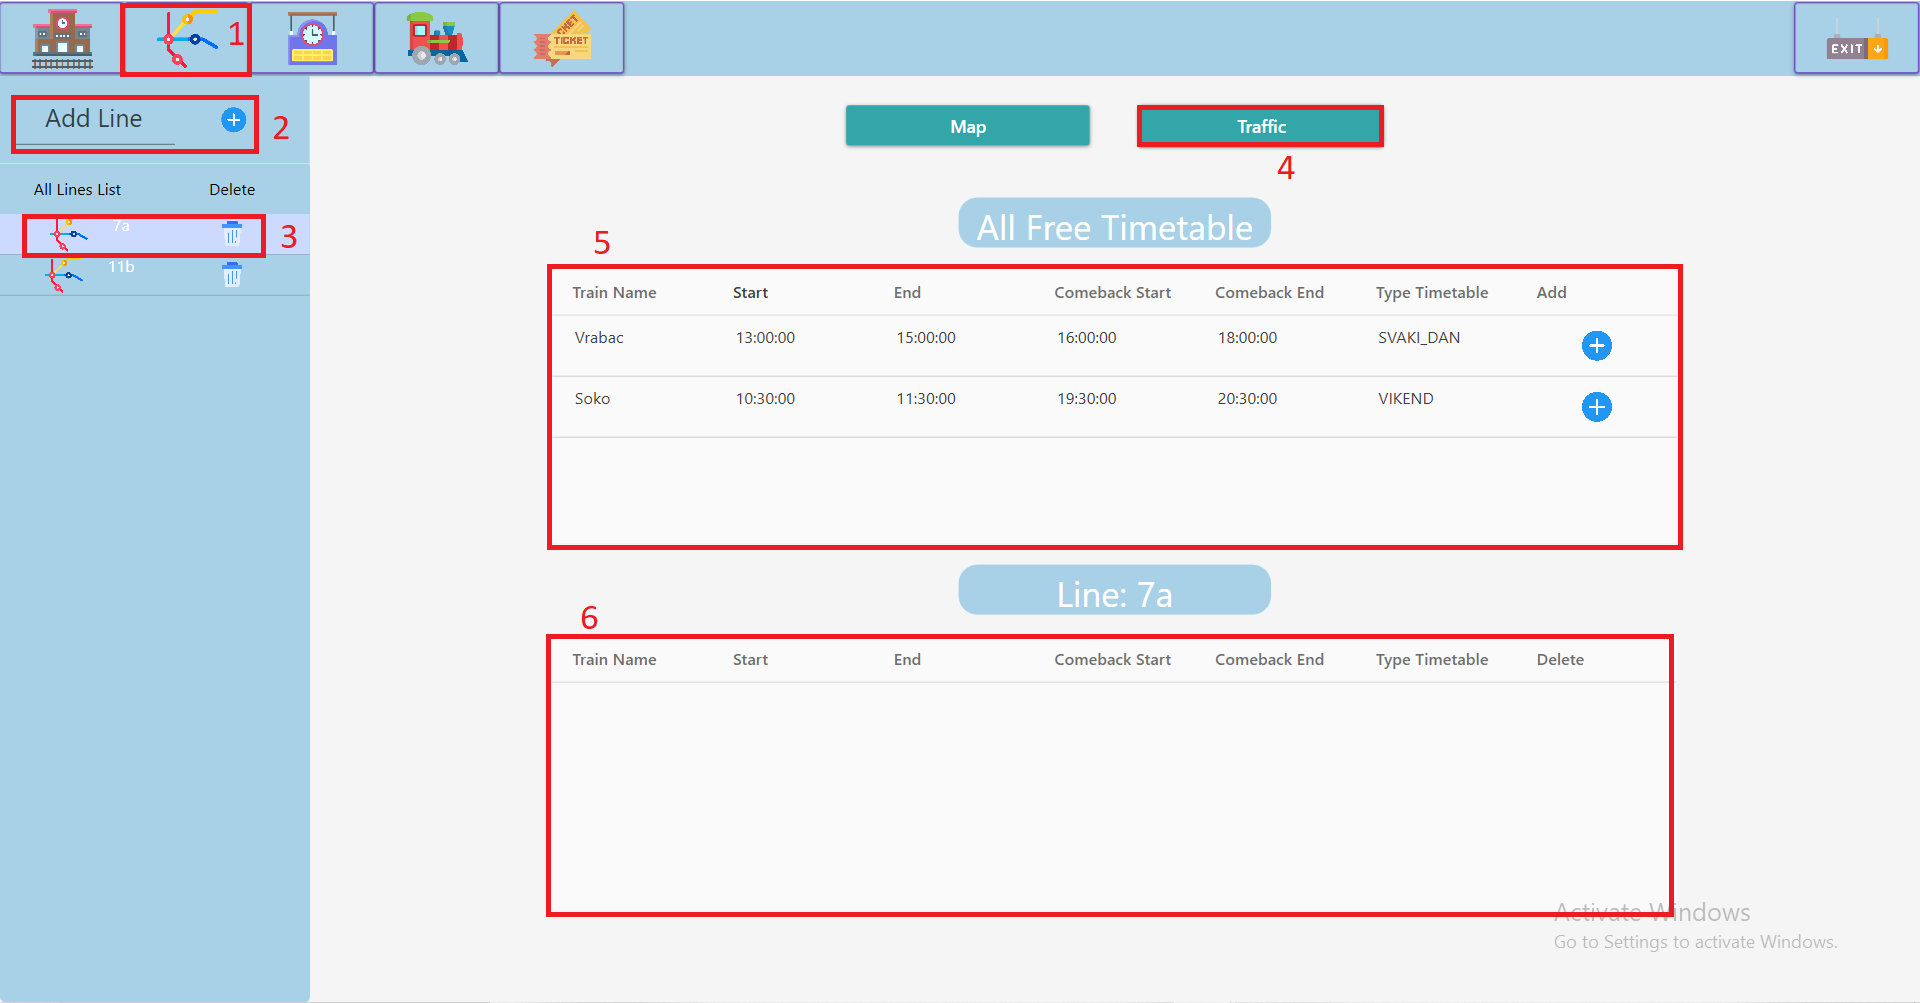 1
TICKET
TICKET
EXIT
Add Line
2
Map
Traffic
4
All Lines List Delete
7a
3
11b
All Free Timetable
5
Train Name Start End Comeback Start Comeback End Type Timetable Add
Vrabac 13:00:00 15:00:00 16:00:00 18:00:00 SVAKI_DAN
Soko 10:30:00 11:30:00 19:30:00 20:30:00 VIKEND
Line: 7a
6
Train Name Start End Comeback Start Comeback End Type Timetable Delete
Activate Windows
Go to Settings to activate Windows.